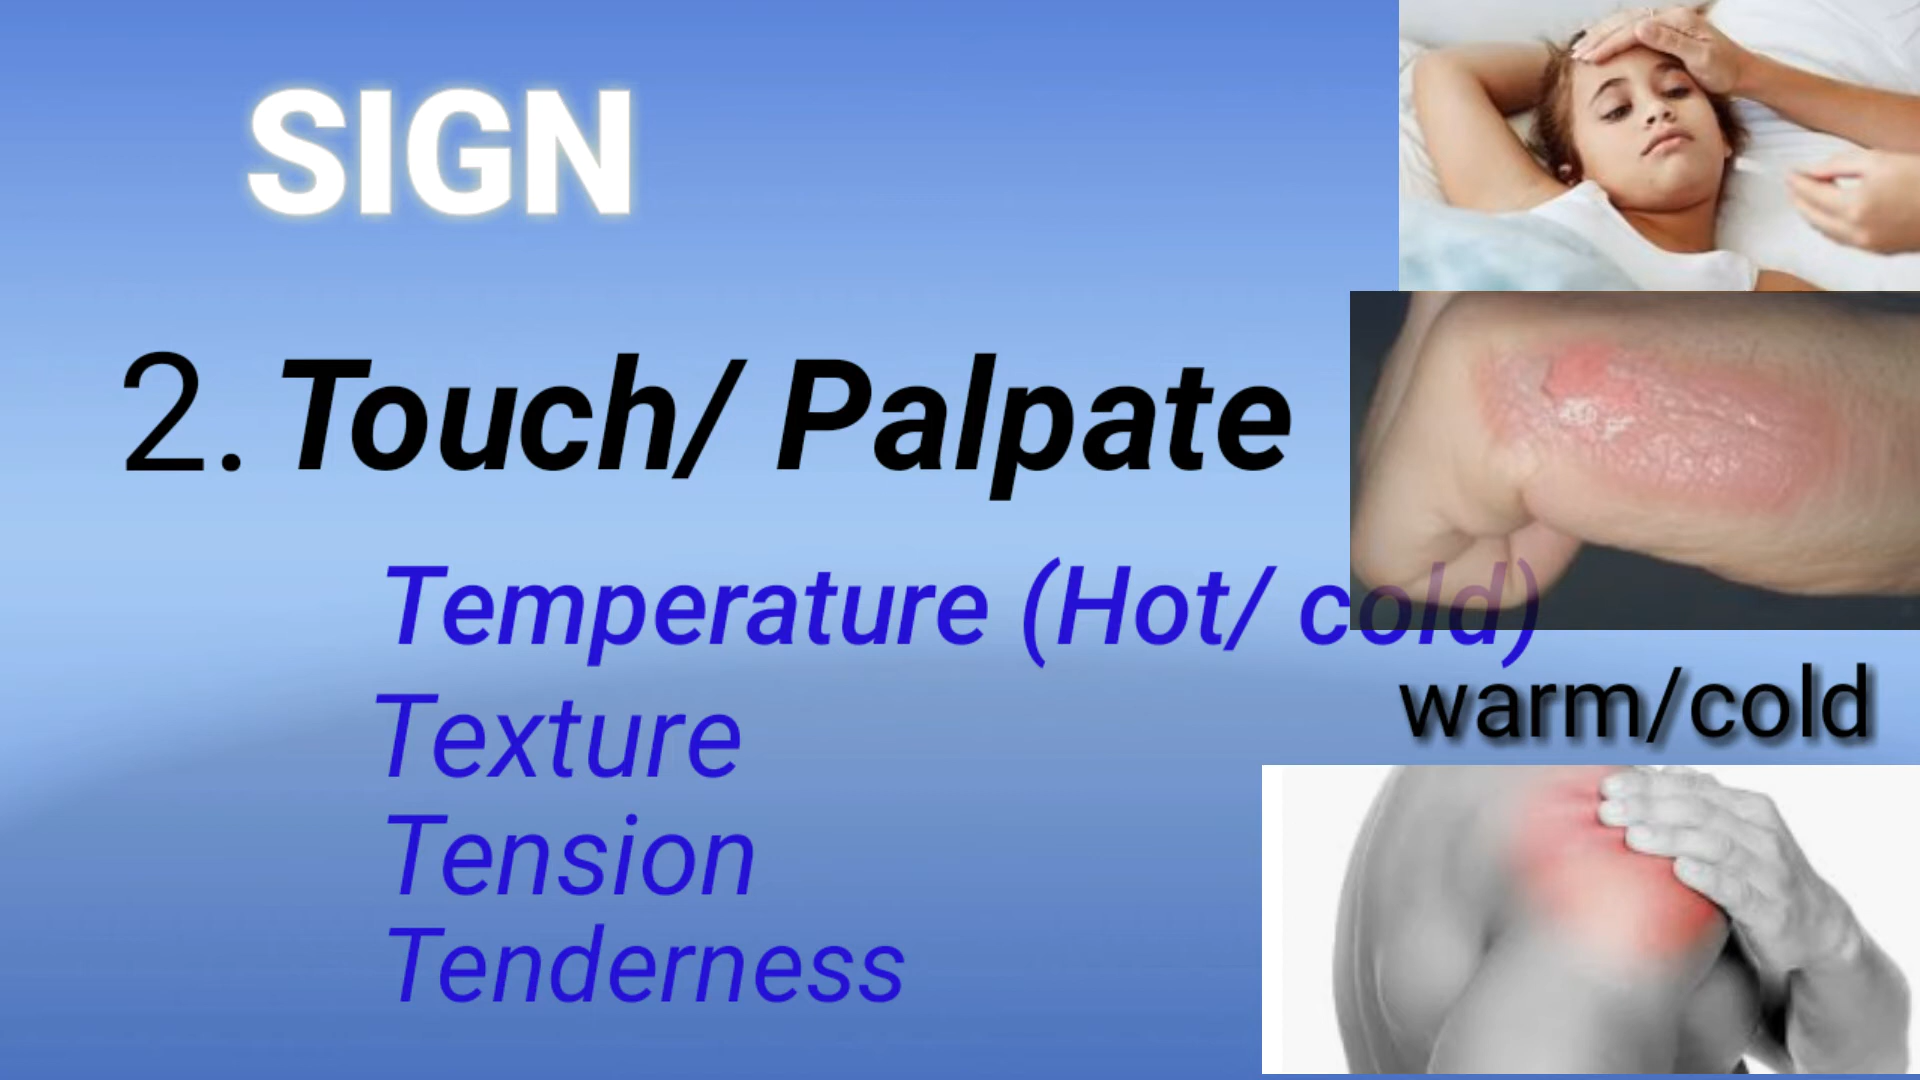 SIGN
2. Touch/ Palpate
Temperature (Hot/ cold)
Texture
warm/cold
Tension
Tenderness